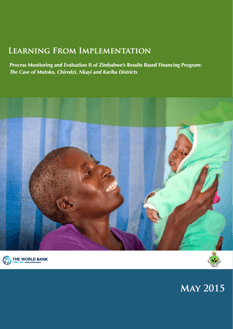 Learning From Implementation
Process Monitoring and Evaluation II of Zimbabwe's Results Based Financing Program:
The Case of Mutoko, Chiredzi, Nkayi and Kariba Districts
THE WORLD BANK
May 2015